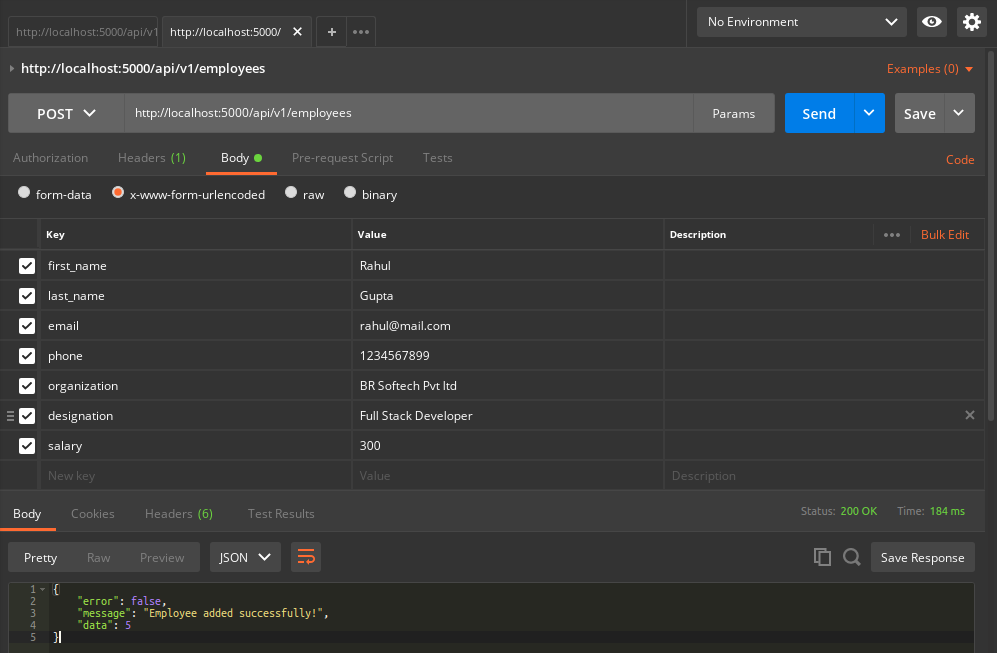 http://localhost:5000/api/v1
http://localhost:5000/
No Environment
http://localhost:5000/api/v1/employees
Examples (0)
POST
http://localhost:5000/api/v1/employees
Params
Send
Save
Authorization
Headers (1)
Body
Pre-request Script
Tests
Code
form-data
x-www-form-urlencoded
raw
binary
Key Value Description
Bulk Edit
first_name Rahul
last_name Gupta
email rahul@mail.com
phone 1234567899
organization BR Softech Pvt ltd
designation Full Stack Developer
salary 300
New key Value Description
Body
Cookies
Headers (6)
Test Results
Status: 200 OK
Time: 184 ms
Pretty
Raw
Preview
JSON
Save Response
1 {
2 "error": false,
3 "message": "Employee added successfully!",
4 "data": 5
5 }